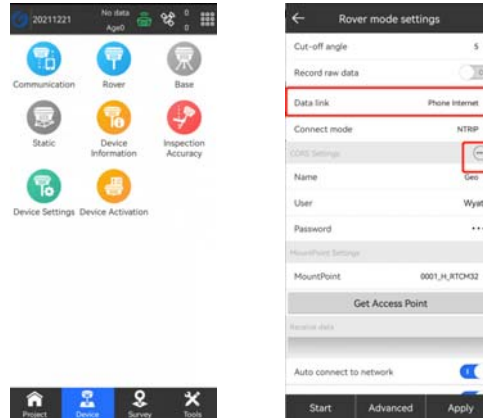 20211221
No data
Age0
0
0
Communication
Rover
Base
Static
Device
Information
Inspection
Accuracy
Device Settings
Device Activation
Project
Device
Survey
Tools
Rover mode settings
Cut-off angle
5
Record raw data
Data link
Phone Internet
Connect mode
NTRIP
CORS Settings
Name
Geo
User
Wyat
Password
MountPoint Settings
MountPoint
0001_H_RTCM32
Get Access Point
Receive data
Auto connect to network
Start
Advanced
Apply